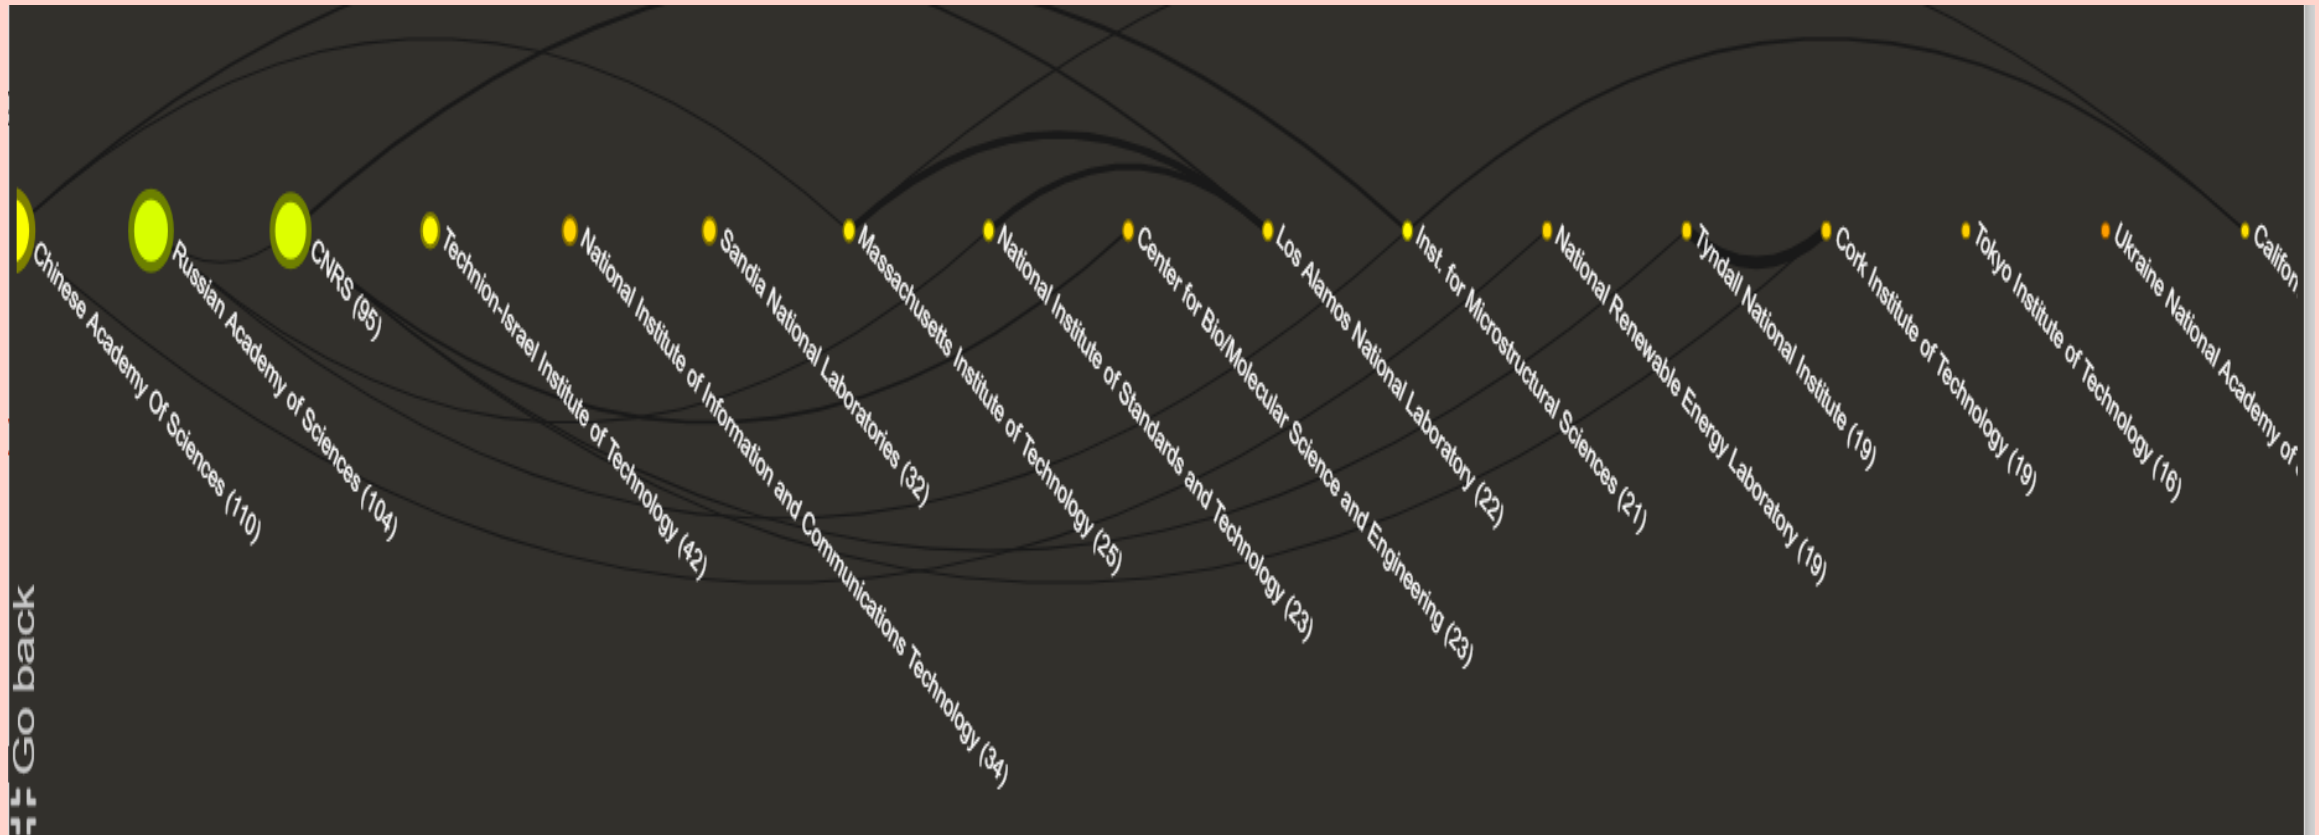 Chinese Academy Of Sciences (110)
Russian Academy of Sciences (104)
CNRS (95)
Technion-Israel Institute of Technology (42)
National Institute of Information and Communications Technology (34)
Sandia National Laboratories (32)
Massachusetts Institute of Technology (25)
National Institute of Standards and Technology (23)
Center for Bio/Molecular Science and Engineering (23)
Los Alamos National Laboratory (22)
Inst. for Microstructural Sciences (21)
National Renewable Energy Laboratory (19)
Tyndall National Institute (19)
Cork Institute of Technology (19)
Tokyo Institute of Technology (16)
Ukraine National Academy of
Califor
Go back